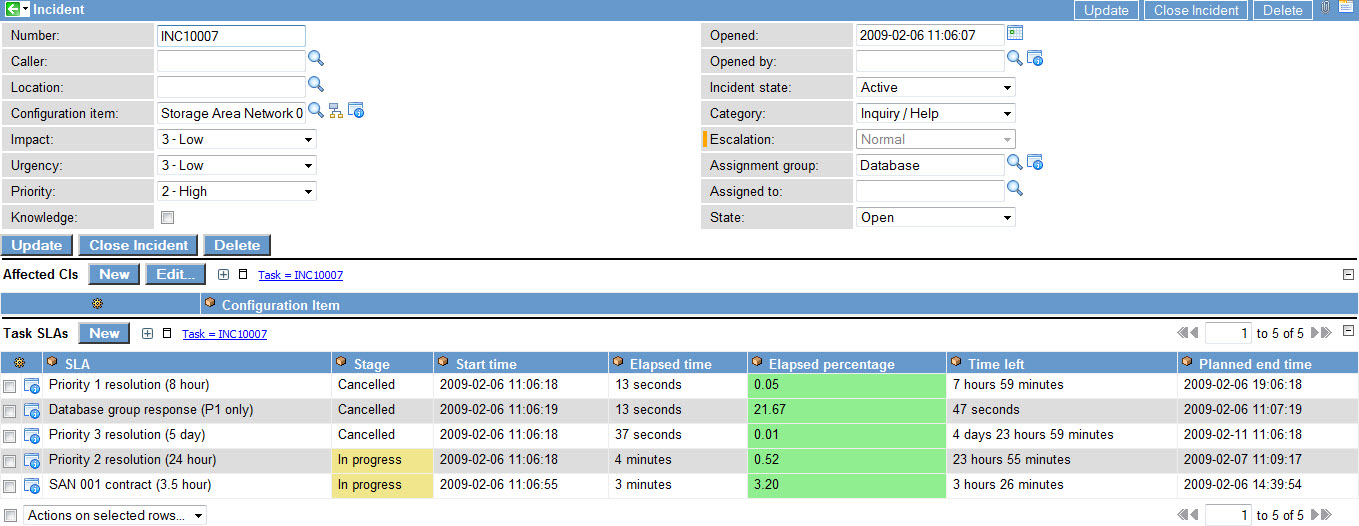 Incident Update Close Incident Delete
Number: INC10007 Opened: 2009-02-06 11:06:07
Caller: Opened by:
Location: Incident state: Active
Configuration item: Storage Area Network 0 Category: Inquiry / Help
Impact: 3 - Low Escalation: Normal
Urgency: 3 - Low Assignment group: Database
Priority: 2 - High Assigned to:
Knowledge: State: Open
Update Close Incident Delete
Affected CIs New Edit... Task = INC10007
Configuration Item
Task SLAs New Task = INC10007 1 to 5 of 5
SLA Stage Start time Elapsed time Elapsed percentage Time left Planned end time
Priority 1 resolution (8 hour) Cancelled 2009-02-06 11:06:18 13 seconds 0.05 7 hours 59 minutes 2009-02-06 19:06:18
Database group response (P1 only) Cancelled 2009-02-06 11:06:19 13 seconds 21.67 47 seconds 2009-02-06 11:07:19
Priority 3 resolution (5 day) Cancelled 2009-02-06 11:06:18 37 seconds 0.01 4 days 23 hours 59 minutes 2009-02-11 11:06:18
Priority 2 resolution (24 hour) In progress 2009-02-06 11:06:18 4 minutes 0.52 23 hours 55 minutes 2009-02-07 11:09:17
SAN 001 contract (3.5 hour) In progress 2009-02-06 11:06:55 3 minutes 3.20 3 hours 26 minutes 2009-02-06 14:39:54
Actions on selected rows... 1 to 5 of 5